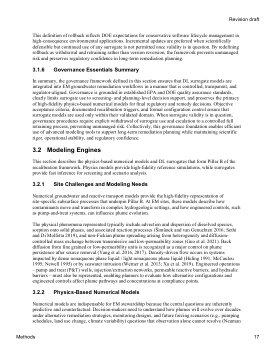 Revision draft
This definition of rollback reflects DOE expectations for conservative software lifecycle management in
high-consequence environmental applications. Incremental updates are preferred when scientifically
defensible but continued use of any surrogate is not permitted once validity is in question. By redefining
rollback as withdrawal and retraining rather than version reversion, the framework prevents unmanaged
risk and preserves regulatory confidence in long-term remediation planning.
3.1.6 Governance Essentials Summary
In summary, the governance framework defined in this section ensures that DL surrogate models are
integrated into EM groundwater remediation workflows in a manner that is controlled, transparent, and
regulator-aligned. Governance is grounded in established EPA and DOE quality assurance standards,
clearly limits surrogate use to screening- and planning-level decision support, and preserves the primacy
of high-fidelity physics-based numerical models for final regulatory and remedy decisions. Objective
acceptance criteria, documented recalibration triggers, and formal configuration control ensure that
surrogate models are used only within their validated domain. When surrogate validity is in question,
governance procedures require explicit withdrawal of surrogate use and escalation to a controlled full
retraining process, preventing unmanaged risk. Collectively, this governance foundation enables efficient
use of advanced modeling tools to support long-term remediation planning while maintaining scientific
rigor, operational stability, and regulatory confidence.
3.2 Modeling Engines
This section describes the physics-based numerical models and DL surrogates that form Pillar II of the
recalibration framework. Physics models provide high-fidelity reference simulations, while surrogates
provide fast inference for screening and scenario analysis.
3.2.1 Site Challenges and Modeling Needs
Numerical groundwater and reactive transport models provide the high-fidelity representation of
site-specific subsurface processes that underpin Pillar II. At EM sites, these models describe how
contaminants move and transform in complex hydrogeologic settings, and how engineered controls, such
as pump-and-treat systems, can influence plume evolution.
The physical phenomena represented typically include advection and dispersion of dissolved species,
sorption onto solid phases, and associated reaction processes (Šimůnek and van Genuchten 2016; Seth
and Di Molfetta 2019), and non-Fickian plume spreading arising from heterogeneity and diffusion-
controlled mass exchange between transmissive and low-permeability zones (Guo et al. 2021). Back
diffusion from fine-grained or low-permeability units is recognized as a major control on plume
persistence after source removal (Yang et al. 2016, 2017). Density-driven flow occurs in systems
impacted by dense nonaqueous phase liquid / light nonaqueous phase liquid (Huling 1991; McCaulou
1995; Newell 1995) or by seawater intrusion (Werner et al. 2013; Xu et al. 2019). Engineered operations
– pump and treat (P&T) wells, injection/extraction networks, permeable reactive barriers, and hydraulic
barriers – must also be represented, enabling planners to evaluate how alternative configurations and
engineered controls affect plume pathways and concentrations at compliance points.
3.2.2 Physics-Based Numerical Models
Numerical models are indispensable for EM stewardship because the central questions are inherently
predictive and counterfactual. Decision-makers need to understand how plumes will evolve over decades
under alternative remediation strategies, monitoring designs, and future forcing scenarios (e.g., pumping
schedules, land use change, climate variability) questions that observation alone cannot resolve (Neuman
Methods 17